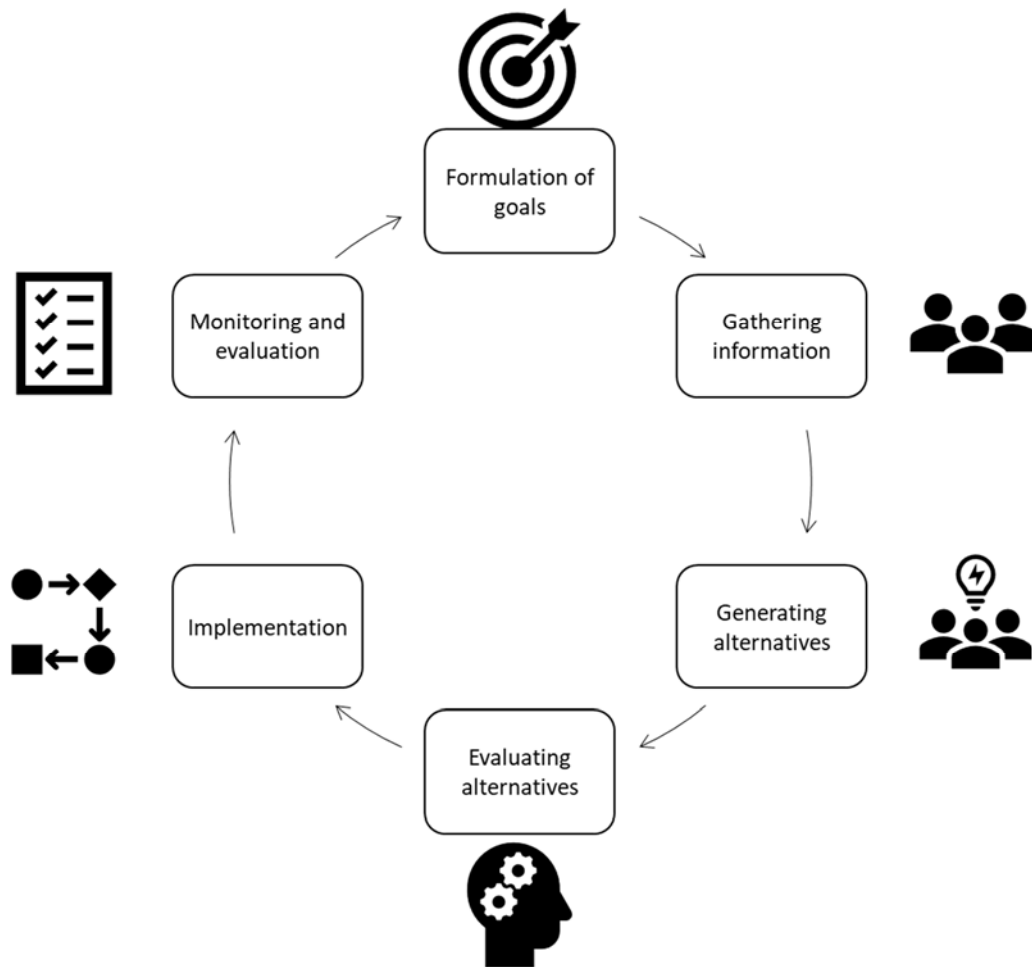 Formulation of
goals
Gathering
information
Generating
alternatives
Evaluating
alternatives
Implementation
Monitoring and
evaluation